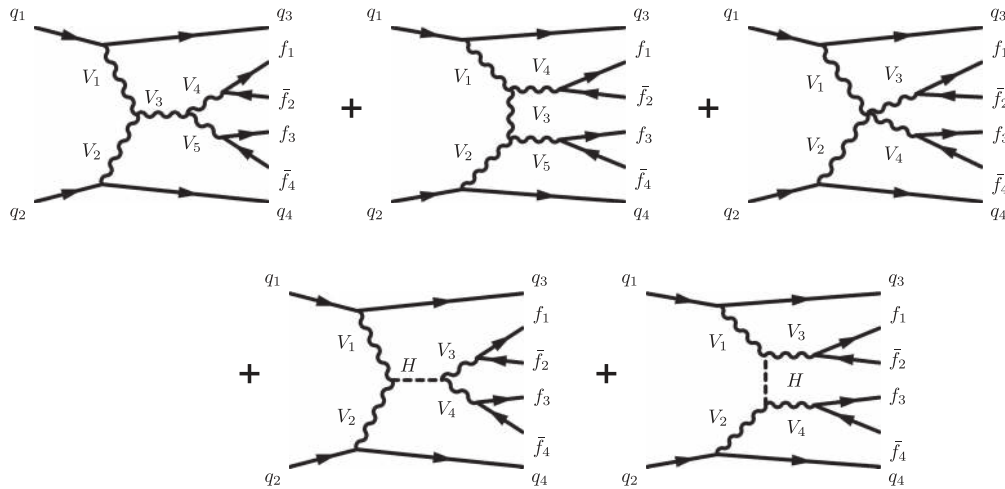 q₁ q₃ q₁ q₃ q₁ q₃
f₁ f₁ f₁
V₁ V₄ V₁ V₄ V₁ V₃
V₃ f̄₂ + f̄₂ + f̄₂
V₃
f₃ f₃ f₃
V₂ V₅ V₂ V₅ V₂ V₄
f̄₄ f̄₄ f̄₄
q₂ q₄ q₂ q₄ q₂ q₄
q₁ q₃ q₁ q₃
f₁ f₁
V₁ V₃ V₁ V₃
+ H f̄₂ + H f̄₂
f₃ f₃
V₂ V₄ V₂ V₄
f̄₄ f̄₄
q₂ q₄ q₂ q₄